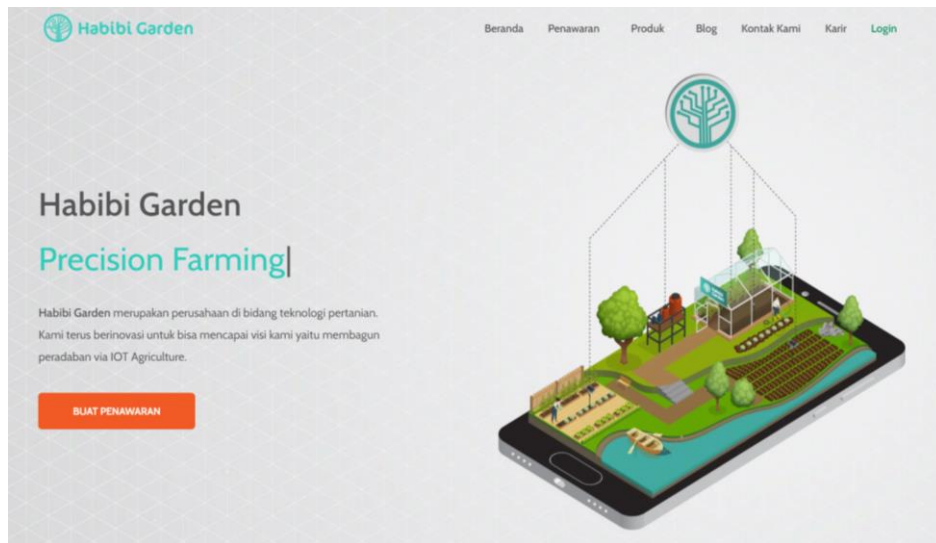 Habibi Garden
Beranda Penawaran Produk Blog Kontak Kami Karir Login
Habibi Garden
Precision Farming
Habibi Garden merupakan perusahaan di bidang teknologi pertanian.
Kami terus berinovasi untuk bisa mencapai visi kami yaitu membagun
peradaban via IOT Agriculture.
BUAT PENAWARAN